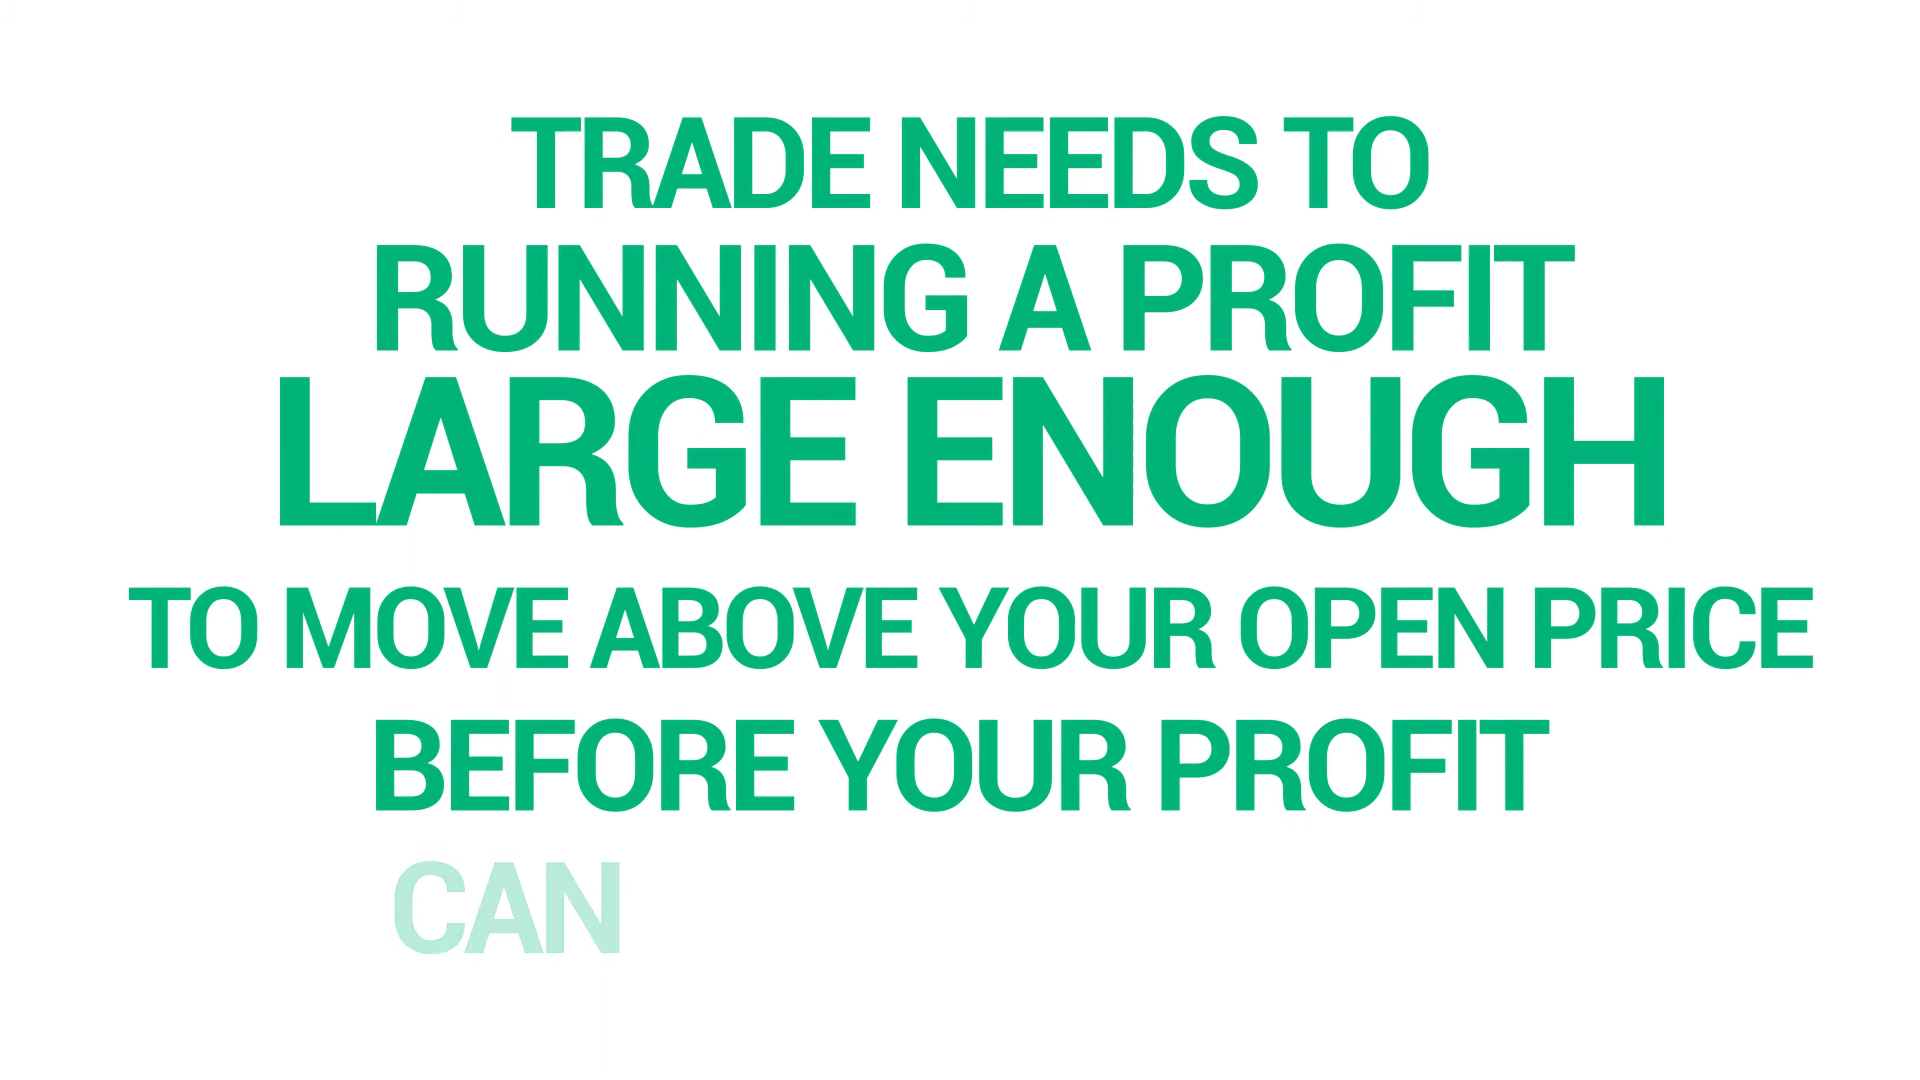 TRADE NEEDS TO
RUNNING A PROFIT
LARGE ENOUGH
TO MOVE ABOVE YOUR OPEN PRICE
BEFORE YOUR PROFIT
CAN